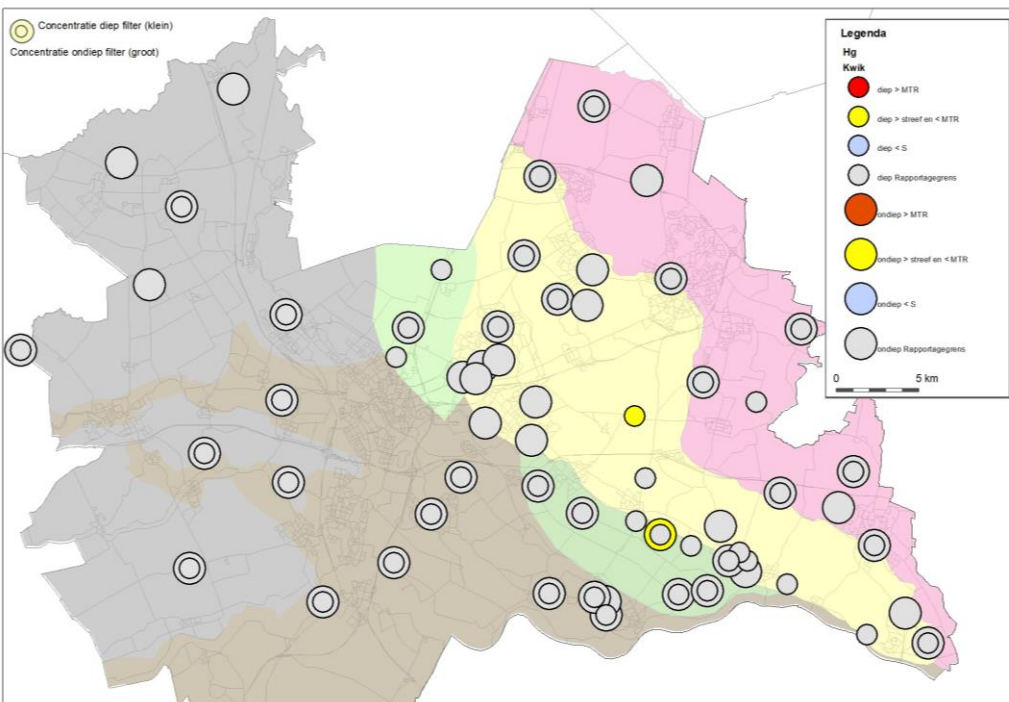 Concentratie diep filter (klein)
Concentratie ondiep filter (groot)
Legenda
Hg
Kwik
diep > MTR
diep > streef en < MTR
diep < S
diep Rapportagegrens
ondiep > MTR
ondiep > streef en < MTR
ondiep < S
ondiep Rapportagegrens
0 5 km